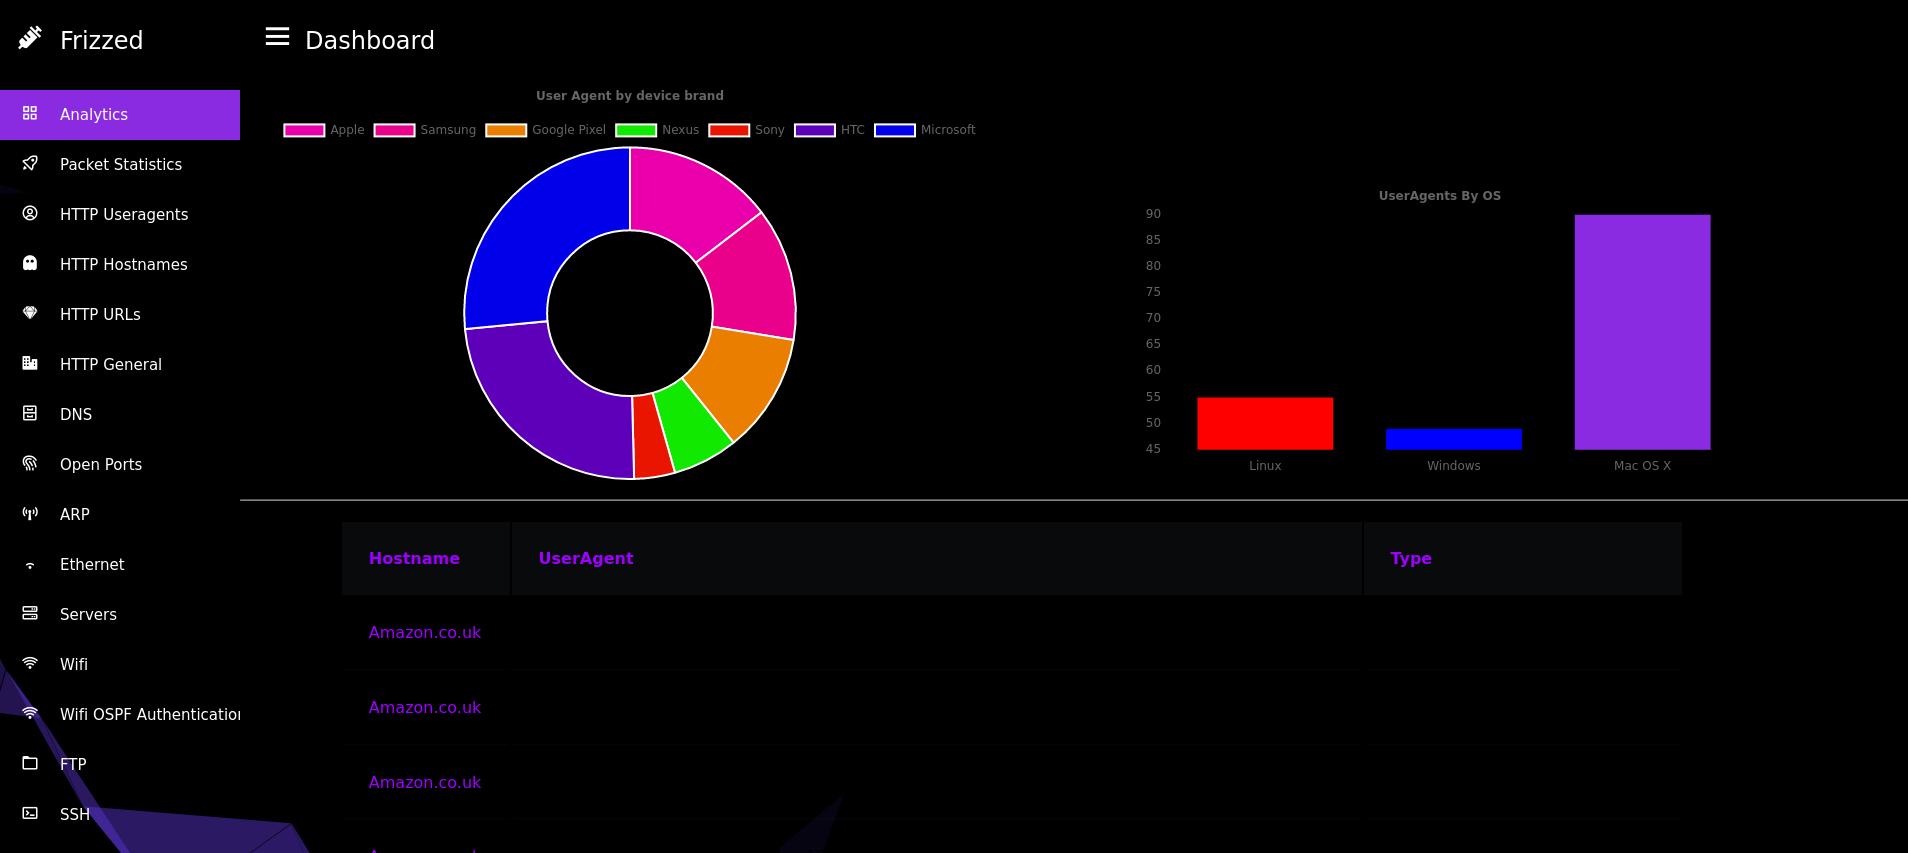 Frizzed
Analytics
Packet Statistics
HTTP Useragents
HTTP Hostnames
HTTP URLs
HTTP General
DNS
Open Ports
ARP
Ethernet
Servers
Wifi
Wifi OSPF Authentication
FTP
SSH
Dashboard
User Agent by device brand
Apple Samsung Google Pixel Nexus Sony HTC Microsoft
UserAgents By OS
90
85
80
75
70
65
60
55
50
45
Linux Windows Mac OS X
Hostname UserAgent Type
Amazon.co.uk
Amazon.co.uk
Amazon.co.uk